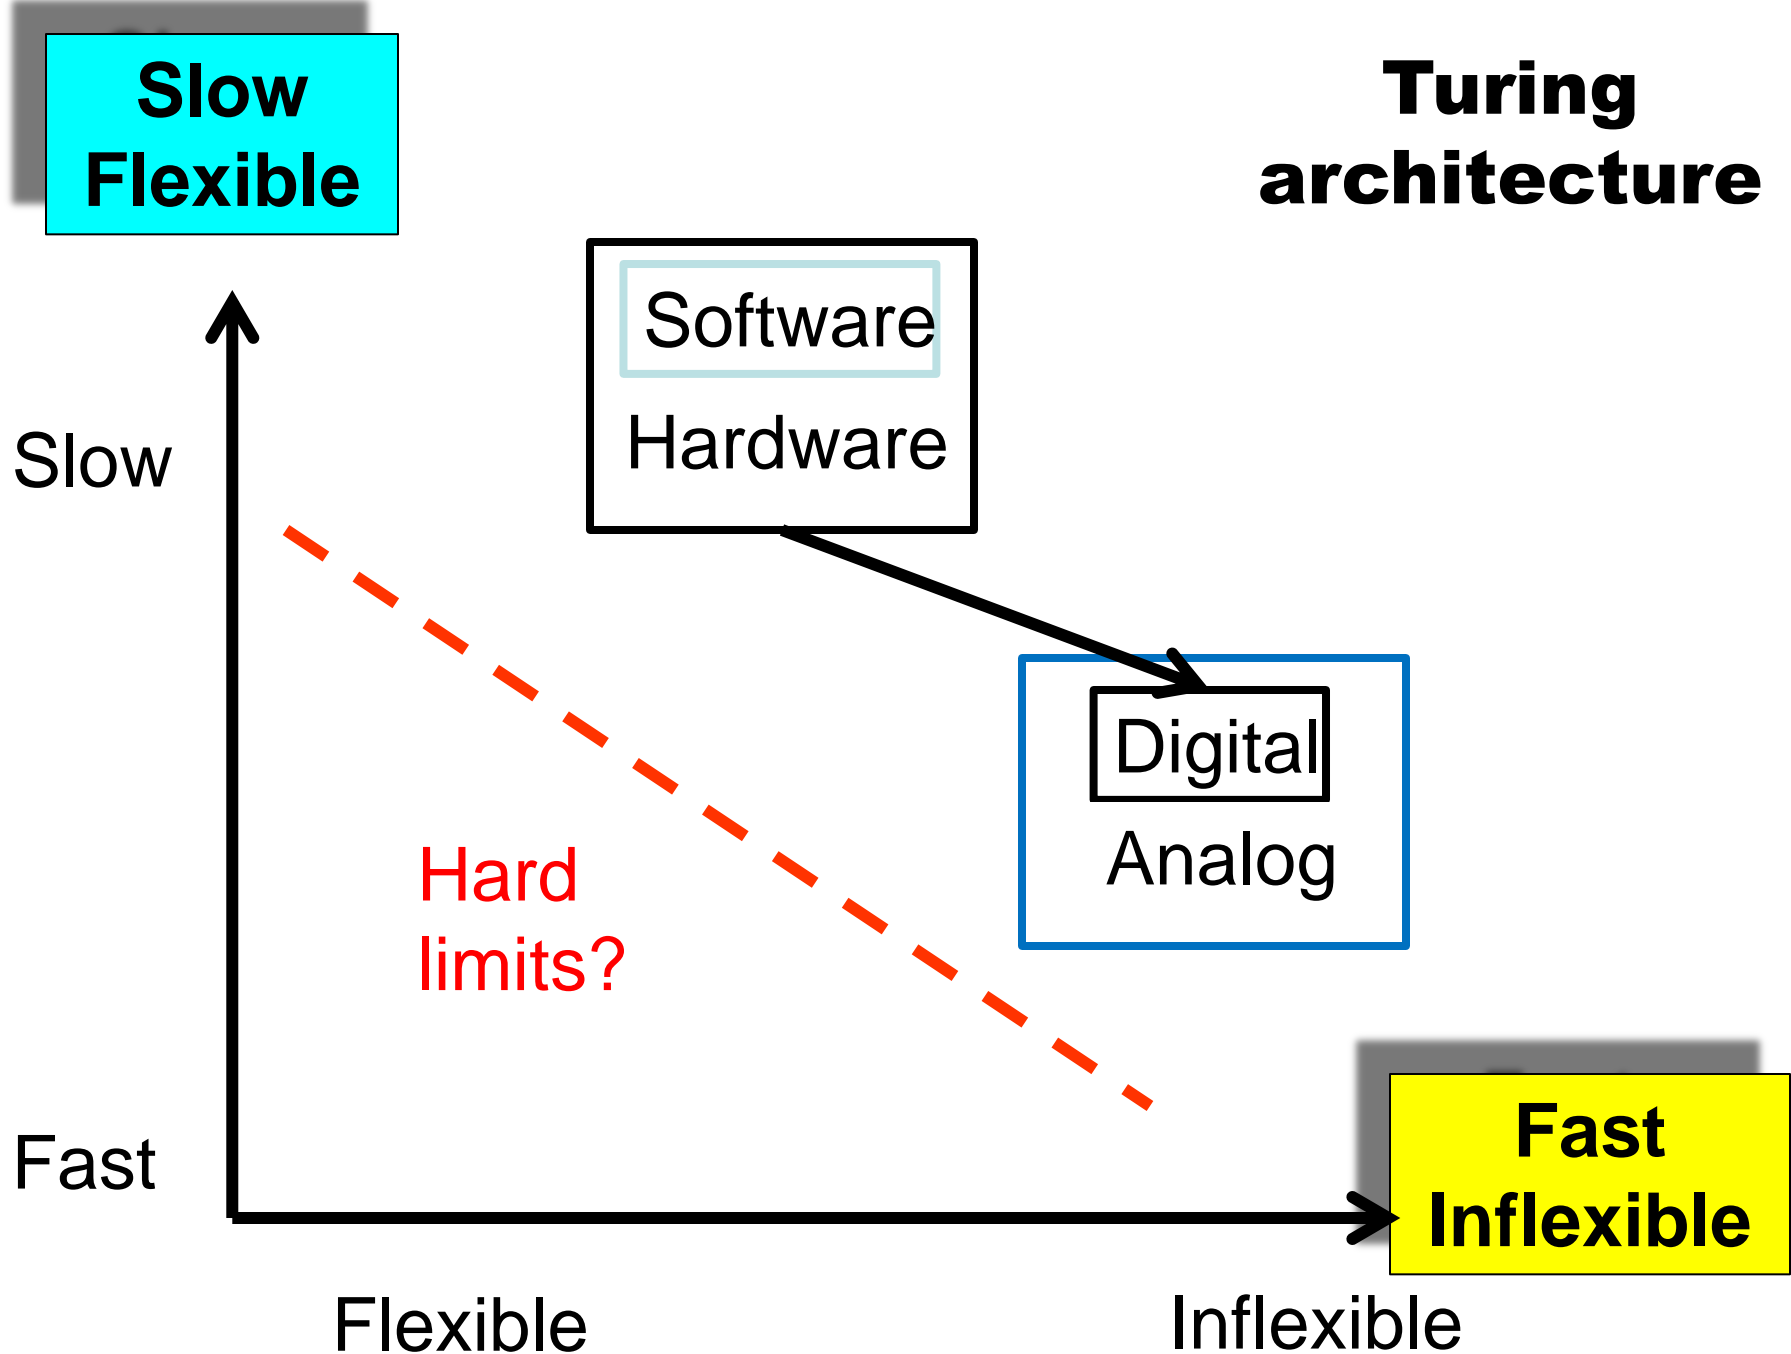 Slow
Flexible
Turing
architecture
Software
Hardware
Slow
Digital
Analog
Hard
limits?
Fast
Fast
Inflexible
Flexible
Inflexible